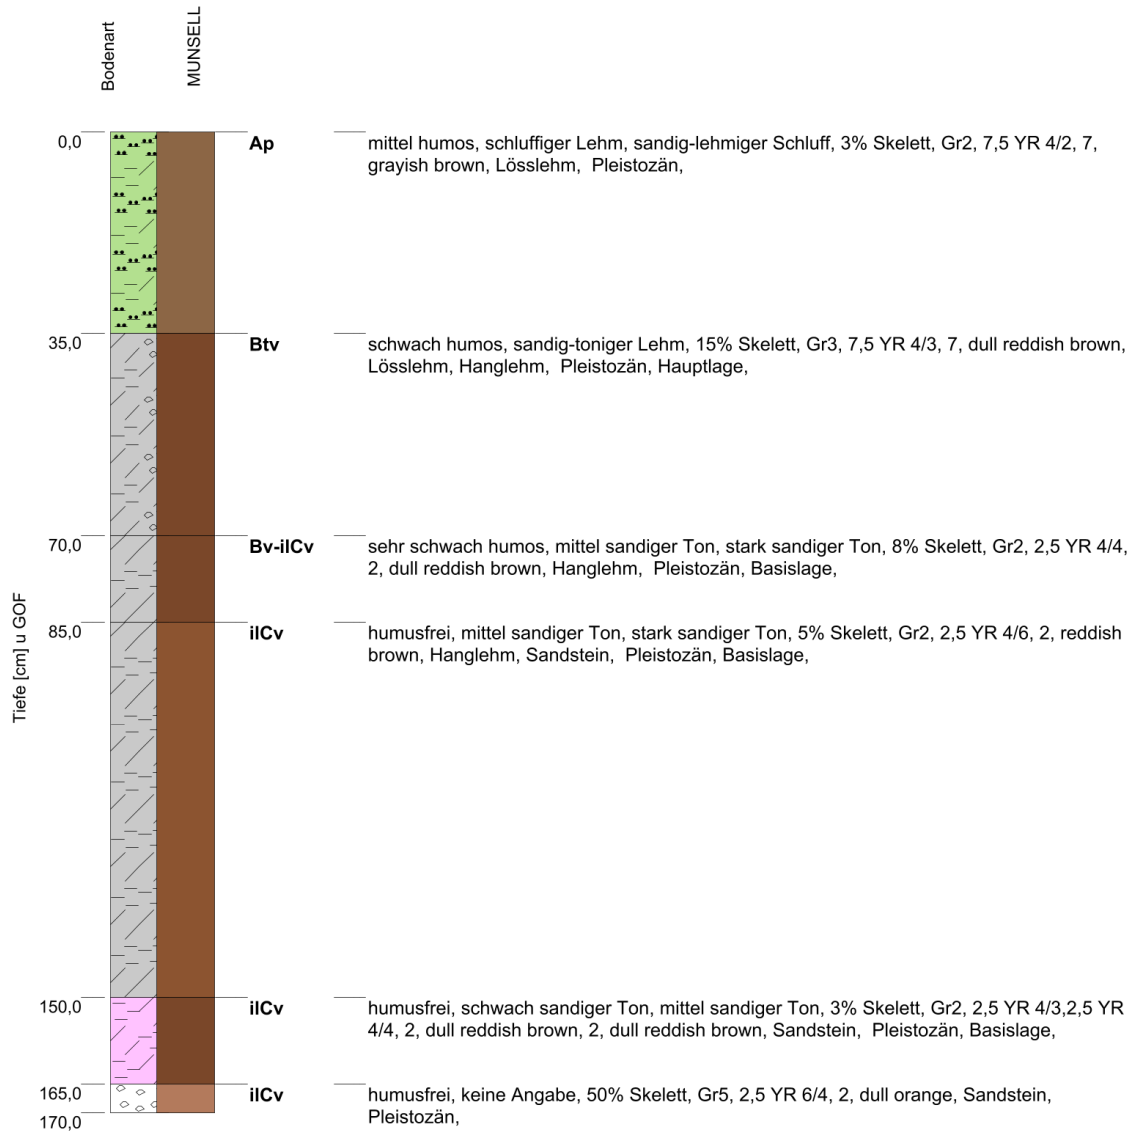 Bodenart
MUNSELL
Tiefe [cm] u GOF
0,0
Ap
mittel humos, schluffiger Lehm, sandig-lehmiger Schluff, 3% Skelett, Gr2, 7,5 YR 4/2, 7,
grayish brown, Lösslehm, Pleistozän,
35,0
Btv
schwach humos, sandig-toniger Lehm, 15% Skelett, Gr3, 7,5 YR 4/3, 7, dull reddish brown,
Lösslehm, Hanglehm, Pleistozän, Hauptlage,
70,0
Bv-ilCv
sehr schwach humos, mittel sandiger Ton, stark sandiger Ton, 8% Skelett, Gr2, 2,5 YR 4/4,
2, dull reddish brown, Hanglehm, Pleistozän, Basislage,
85,0
ilCv
humusfrei, mittel sandiger Ton, stark sandiger Ton, 5% Skelett, Gr2, 2,5 YR 4/6, 2, reddish
brown, Hanglehm, Sandstein, Pleistozän, Basislage,
150,0
ilCv
humusfrei, schwach sandiger Ton, mittel sandiger Ton, 3% Skelett, Gr2, 2,5 YR 4/3,2,5 YR
4/4, 2, dull reddish brown, 2, dull reddish brown, Sandstein, Pleistozän, Basislage,
165,0
ilCv
humusfrei, keine Angabe, 50% Skelett, Gr5, 2,5 YR 6/4, 2, dull orange, Sandstein,
Pleistozän,
170,0